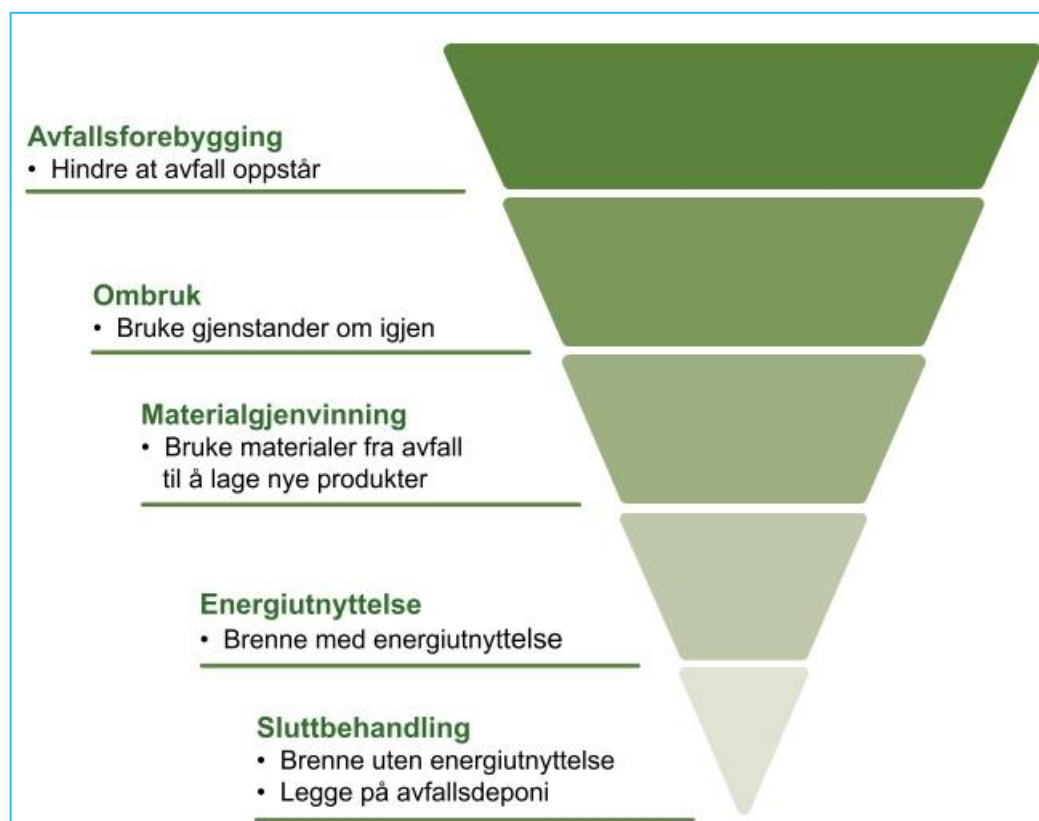 Avfallsforebygging
• Hindre at avfall oppstår
Ombruk
• Bruke gjenstander om igjen
Materialgjenvinning
• Bruke materialer fra avfall
til å lage nye produkter
Energiutnyttelse
• Brenne med energiutnyttelse
Sluttbehandling
• Brenne uten energiutnyttelse
• Legge på avfallsdeponi